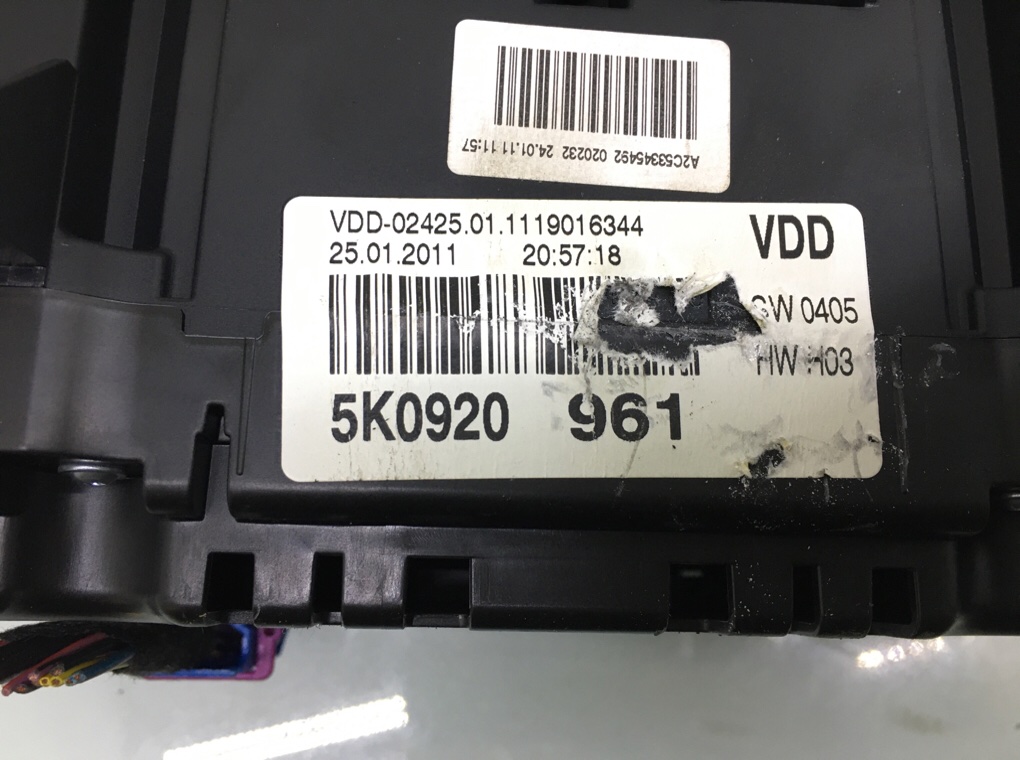 A2C53345492 020232 24.01.11 11:57
VDD-02425.01.1119016344
25.01.2011 20:57:18
VDD
SW 0405
HW H03
5K0920 961